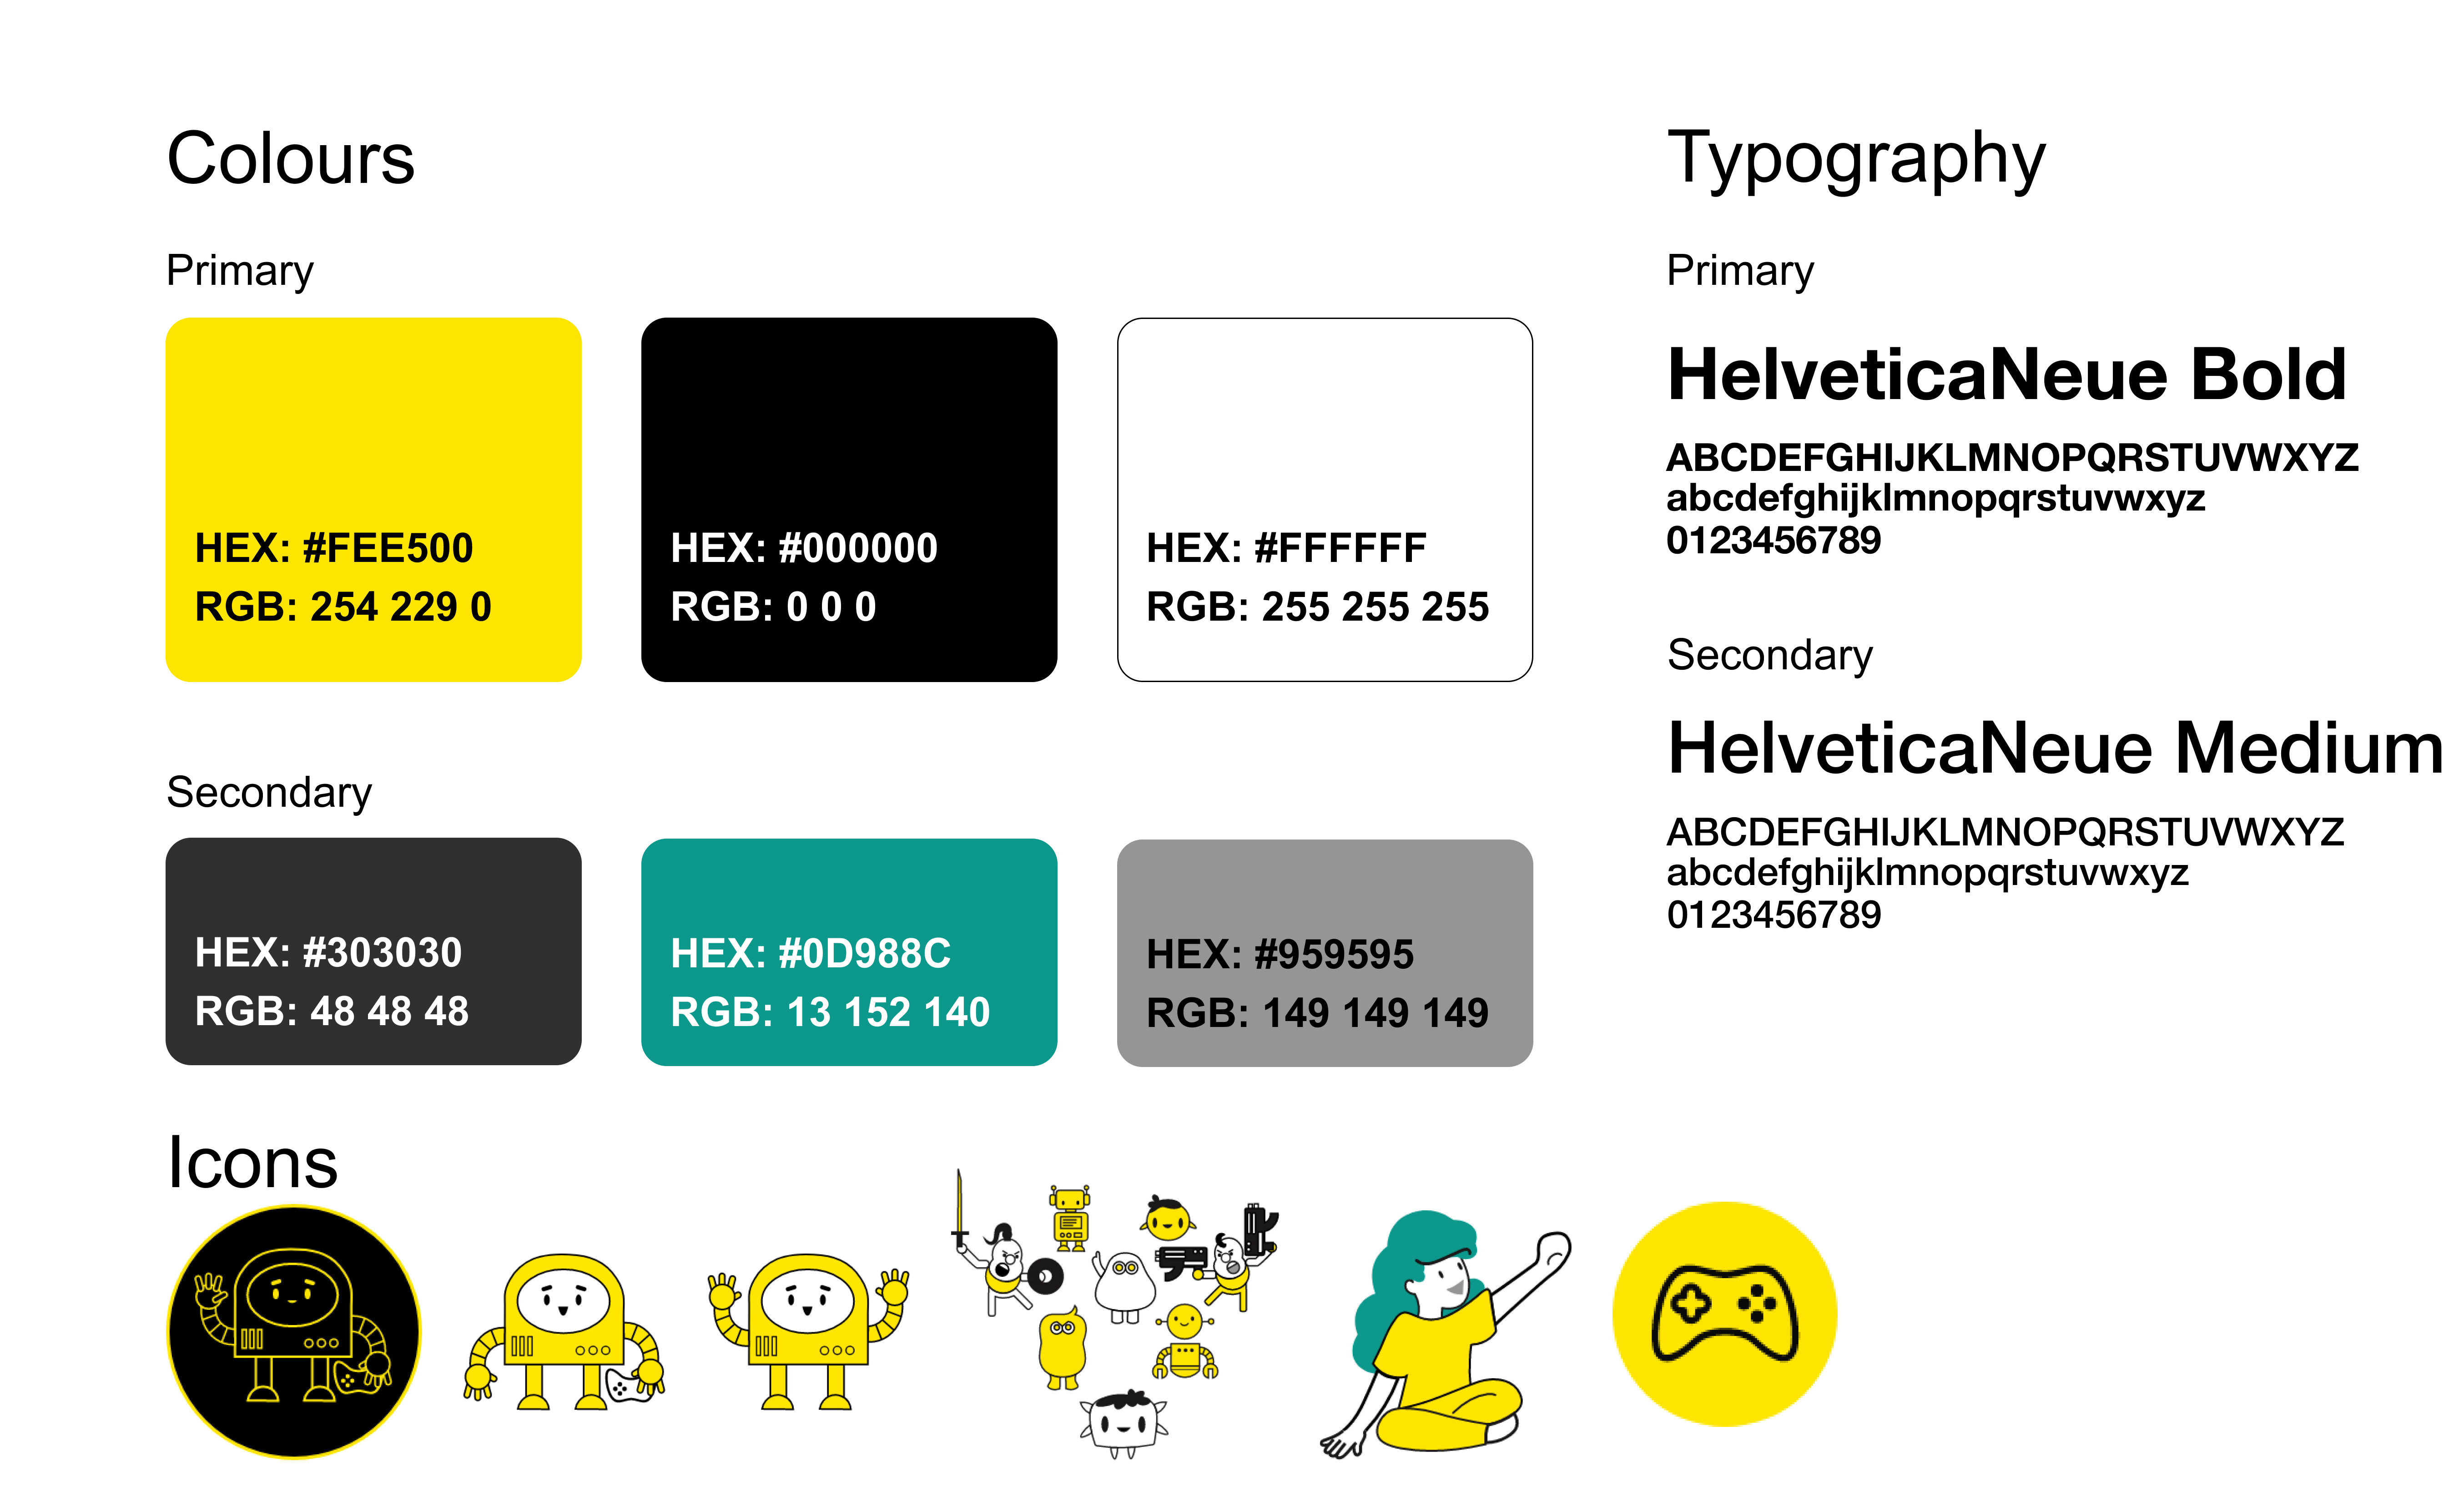 Colours
Primary
HEX: #FEE500
RGB: 254 229 0
HEX: #000000
RGB: 0 0 0
HEX: #FFFFFF
RGB: 255 255 255
Secondary
HEX: #303030
RGB: 48 48 48
HEX: #0D988C
RGB: 13 152 140
HEX: #959595
RGB: 149 149 149
Typography
Primary
HelveticaNeue Bold
ABCDEFGHIJKLMNOPQRSTUVWXYZ
abcdefghijklmnopqrstuvwxyz
0123456789
Secondary
HelveticaNeue Medium
ABCDEFGHIJKLMNOPQRSTUVWXYZ
abcdefghijklmnopqrstuvwxyz
0123456789
Icons